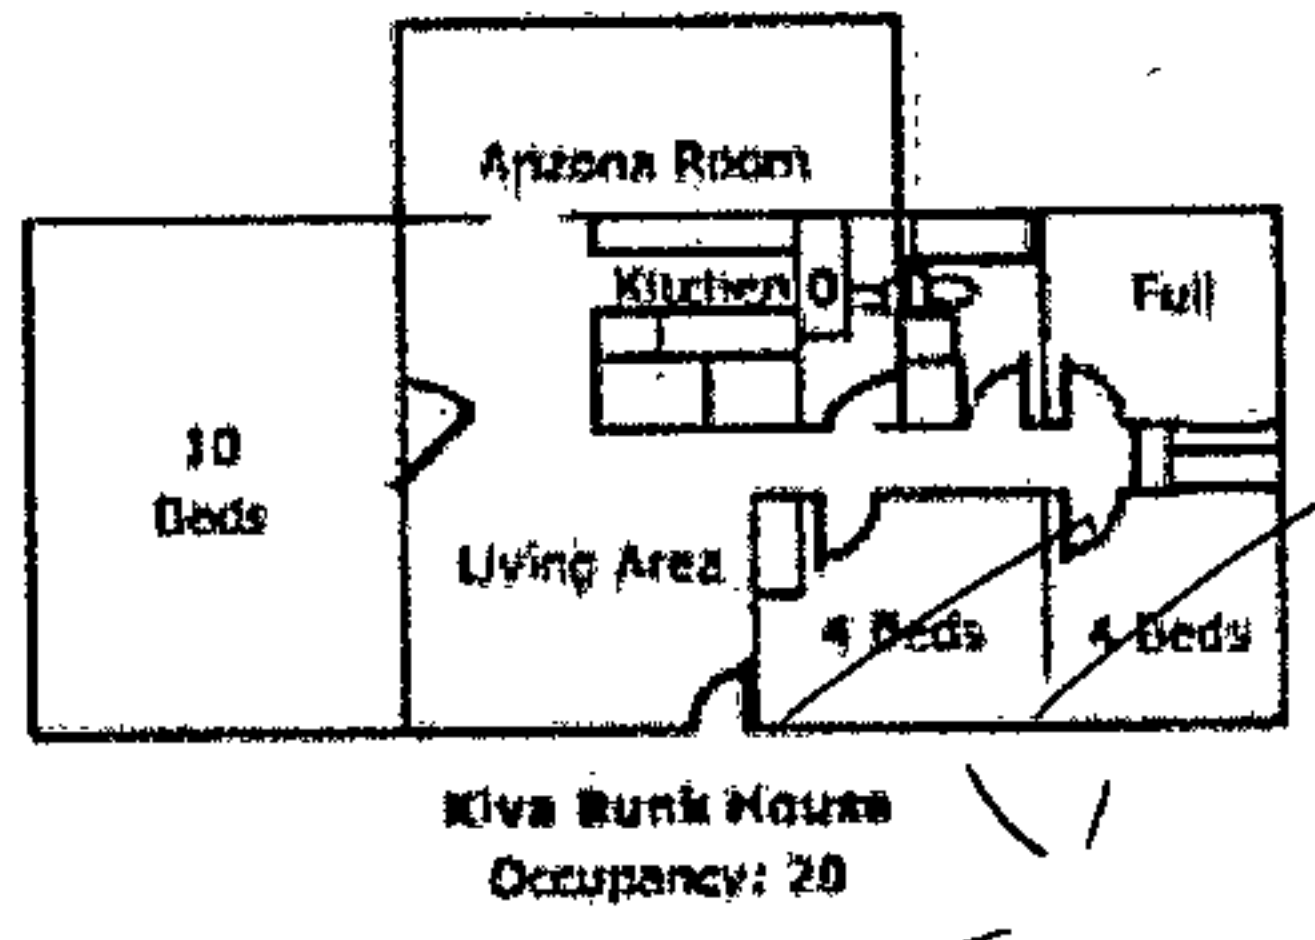 Arizona Room
Kitchen
Full
10
Beds
Living Area
4 Beds
4 Beds
Kiva Bunk House
Occupancy: 20